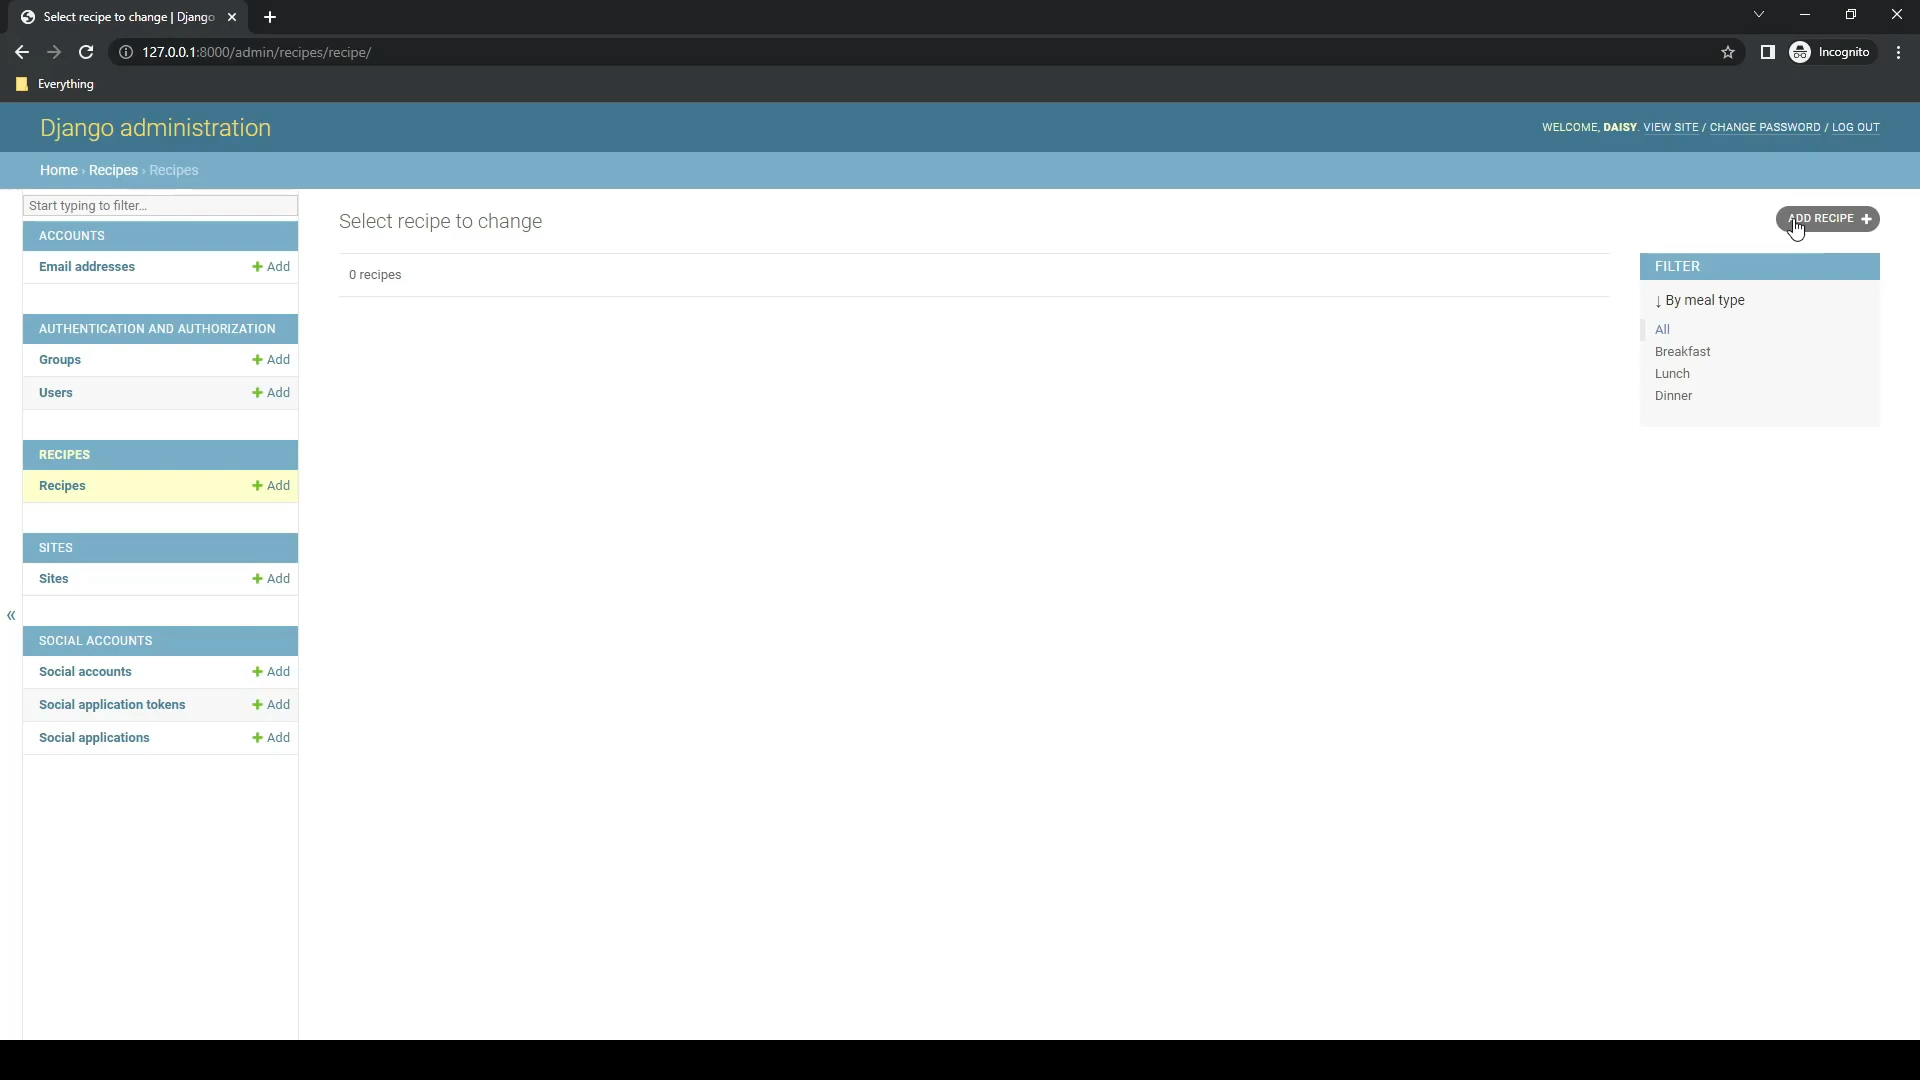 Select recipe to change | Django
127.0.0.1:8000/admin/recipes/recipe/
Incognito
Everything
Django administration
WELCOME, DAISY. VIEW SITE / CHANGE PASSWORD / LOG OUT
Home › Recipes › Recipes
Start typing to filter...
ACCOUNTS
Email addresses + Add
AUTHENTICATION AND AUTHORIZATION
Groups + Add
Users + Add
RECIPES
Recipes + Add
SITES
Sites + Add
«
SOCIAL ACCOUNTS
Social accounts + Add
Social application tokens + Add
Social applications + Add
Select recipe to change
ADD RECIPE +
0 recipes
FILTER
↓ By meal type
All
Breakfast
Lunch
Dinner